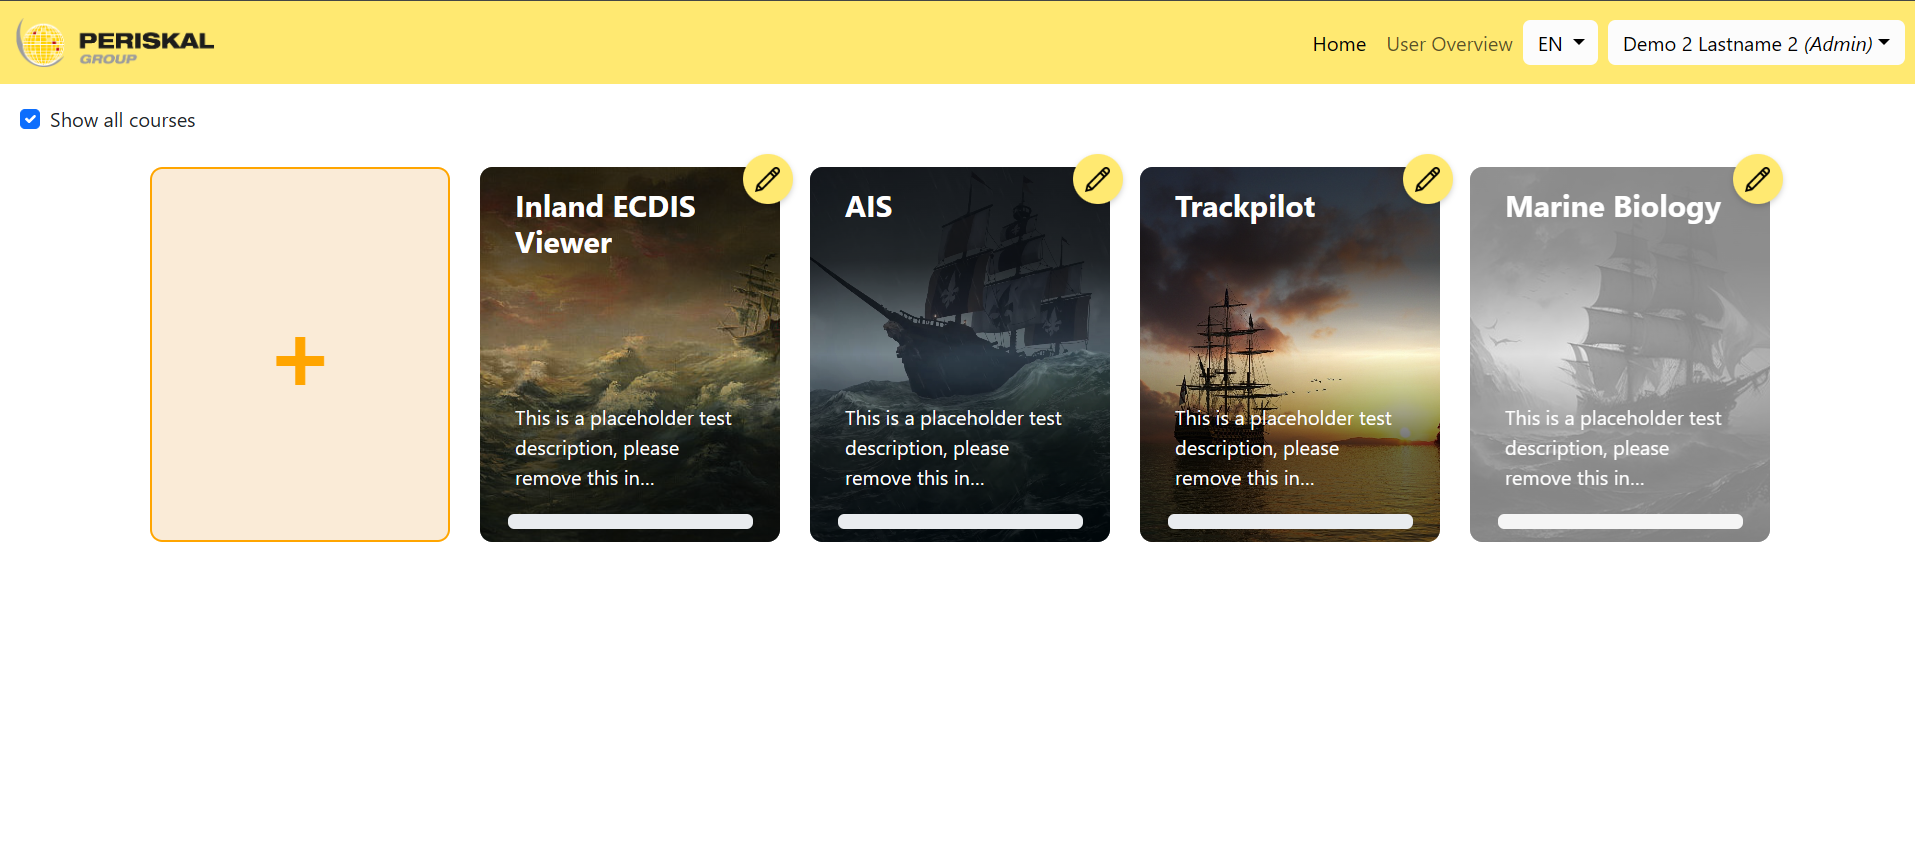 PERISKAL
GROUP
Home
User Overview
EN
Demo 2 Lastname 2 (Admin)
Show all courses
Inland ECDIS
Viewer
This is a placeholder test
description, please
remove this in...
AIS
This is a placeholder test
description, please
remove this in...
Trackpilot
This is a placeholder test
description, please
remove this in...
Marine Biology
This is a placeholder test
description, please
remove this in...